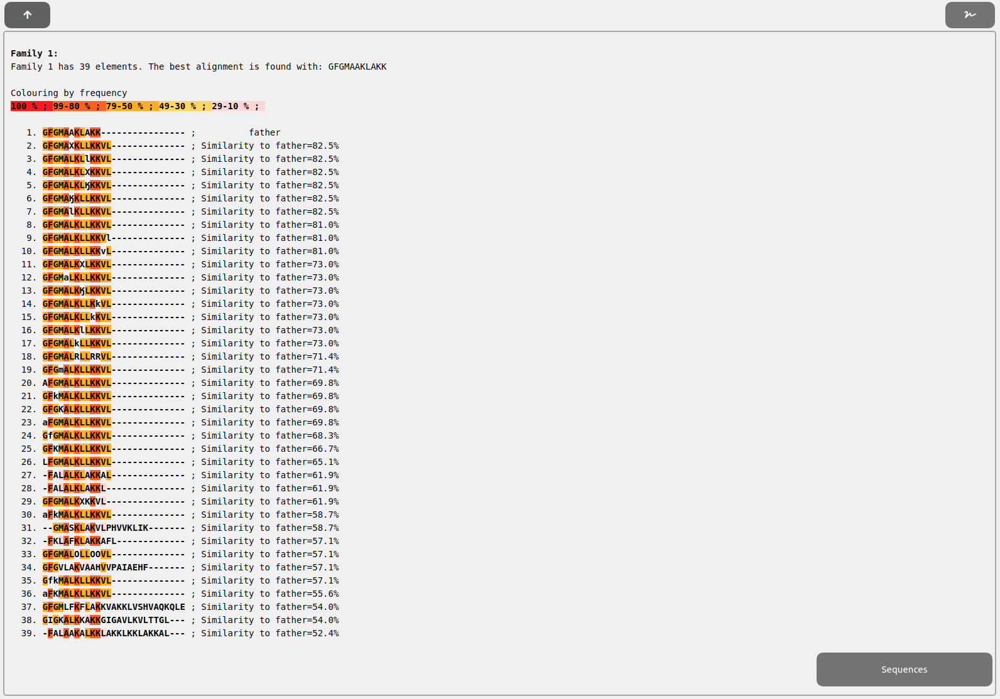 Family 1:
Family 1 has 39 elements. The best alignment is found with: GFGMAAKLAKK
Colouring by frequency
100 % ; 99-80 % ; 79-50 % ; 49-30 % ; 29-10 % ;
1. GFGMAAKLAKK---------------- ; father
2. GFGMAXKLLKKVL-------------- ; Similarity to father=82.5%
3. GFGMALKLlKKVL-------------- ; Similarity to father=82.5%
4. GFGMALKLXKKVL-------------- ; Similarity to father=82.5%
5. GFGMALKLӃKKVL-------------- ; Similarity to father=82.5%
6. GFGMAӃKLLKKVL-------------- ; Similarity to father=82.5%
7. GFGMAlKLLKKVL-------------- ; Similarity to father=82.5%
8. GFGMALKLLKKVL-------------- ; Similarity to father=81.0%
9. GFGMALKLLKKVl-------------- ; Similarity to father=81.0%
10. GFGMALKLLKKvL-------------- ; Similarity to father=81.0%
11. GFGMALKXLKKVL-------------- ; Similarity to father=73.0%
12. GFGMaLKLLKKVL-------------- ; Similarity to father=73.0%
13. GFGMALKӃLKKVL-------------- ; Similarity to father=73.0%
14. GFGMALKLLKkVL-------------- ; Similarity to father=73.0%
15. GFGMALKLLkKVL-------------- ; Similarity to father=73.0%
16. GFGMALKlLKKVL-------------- ; Similarity to father=73.0%
17. GFGMALkLLKKVL-------------- ; Similarity to father=73.0%
18. GFGMALRLLRRVL-------------- ; Similarity to father=71.4%
19. GFGmALKLLKKVL-------------- ; Similarity to father=71.4%
20. AFGMALKLLKKVL-------------- ; Similarity to father=69.8%
21. GFkMALKLLKKVL-------------- ; Similarity to father=69.8%
22. GFGKALKLLKKVL-------------- ; Similarity to father=69.8%
23. aFGMALKLLKKVL-------------- ; Similarity to father=69.8%
24. GfGMALKLLKKVL-------------- ; Similarity to father=68.3%
25. GFKMALKLLKKVL-------------- ; Similarity to father=66.7%
26. LFGMALKLLKKVL-------------- ; Similarity to father=65.1%
27. -FALALKLAKKAL-------------- ; Similarity to father=61.9%
28. -FALALKLAKKL--------------- ; Similarity to father=61.9%
29. GFGMALKXKKVL--------------- ; Similarity to father=61.9%
30. aFkMALKLLKKVL-------------- ; Similarity to father=58.7%
31. --GMASKLAKVLPHVVKLIK------- ; Similarity to father=58.7%
32. -FKLAFKLAKKAFL------------- ; Similarity to father=57.1%
33. GFGMALOLLOOVL-------------- ; Similarity to father=57.1%
34. GFGVLAKVAAHVVPAIAEHF------- ; Similarity to father=57.1%
35. GfkMALKLLKKVL-------------- ; Similarity to father=57.1%
36. aFKMALKLLKKVL-------------- ; Similarity to father=55.6%
37. GFGMLFKFLAKKVAKKLVSHVAQKQLE ; Similarity to father=54.0%
38. GIGKALKKAKKGIGAVLKVLTTGL--- ; Similarity to father=54.0%
39. -FALAAKALKKLAKKLKKLAKKAL--- ; Similarity to father=52.4%
Sequences